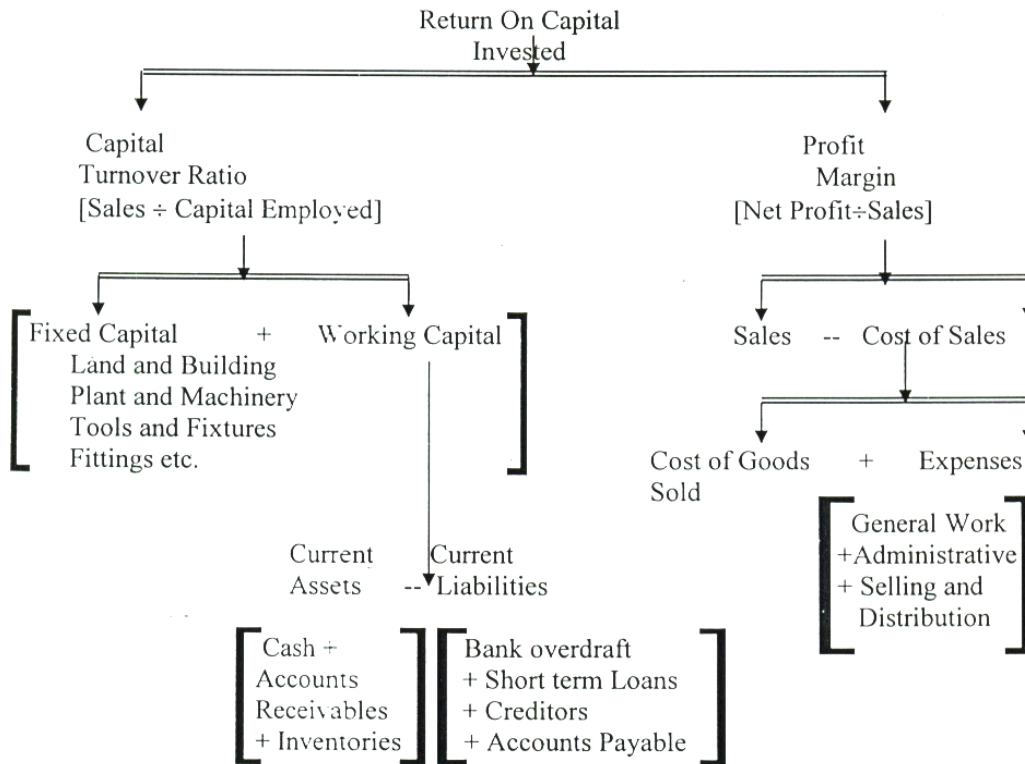 Return On Capital
Invested
Capital
Turnover Ratio
[Sales ÷ Capital Employed]
Profit
Margin
[Net Profit÷Sales]
Fixed Capital + Working Capital
Land and Building
Plant and Machinery
Tools and Fixtures
Fittings etc.
Sales -- Cost of Sales
Cost of Goods + Expenses
Sold
General Work
+Administrative
+ Selling and
Distribution
Current Current
Assets -- Liabilities
Cash +
Accounts
Receivables
+ Inventories
Bank overdraft
+ Short term Loans
+ Creditors
+ Accounts Payable